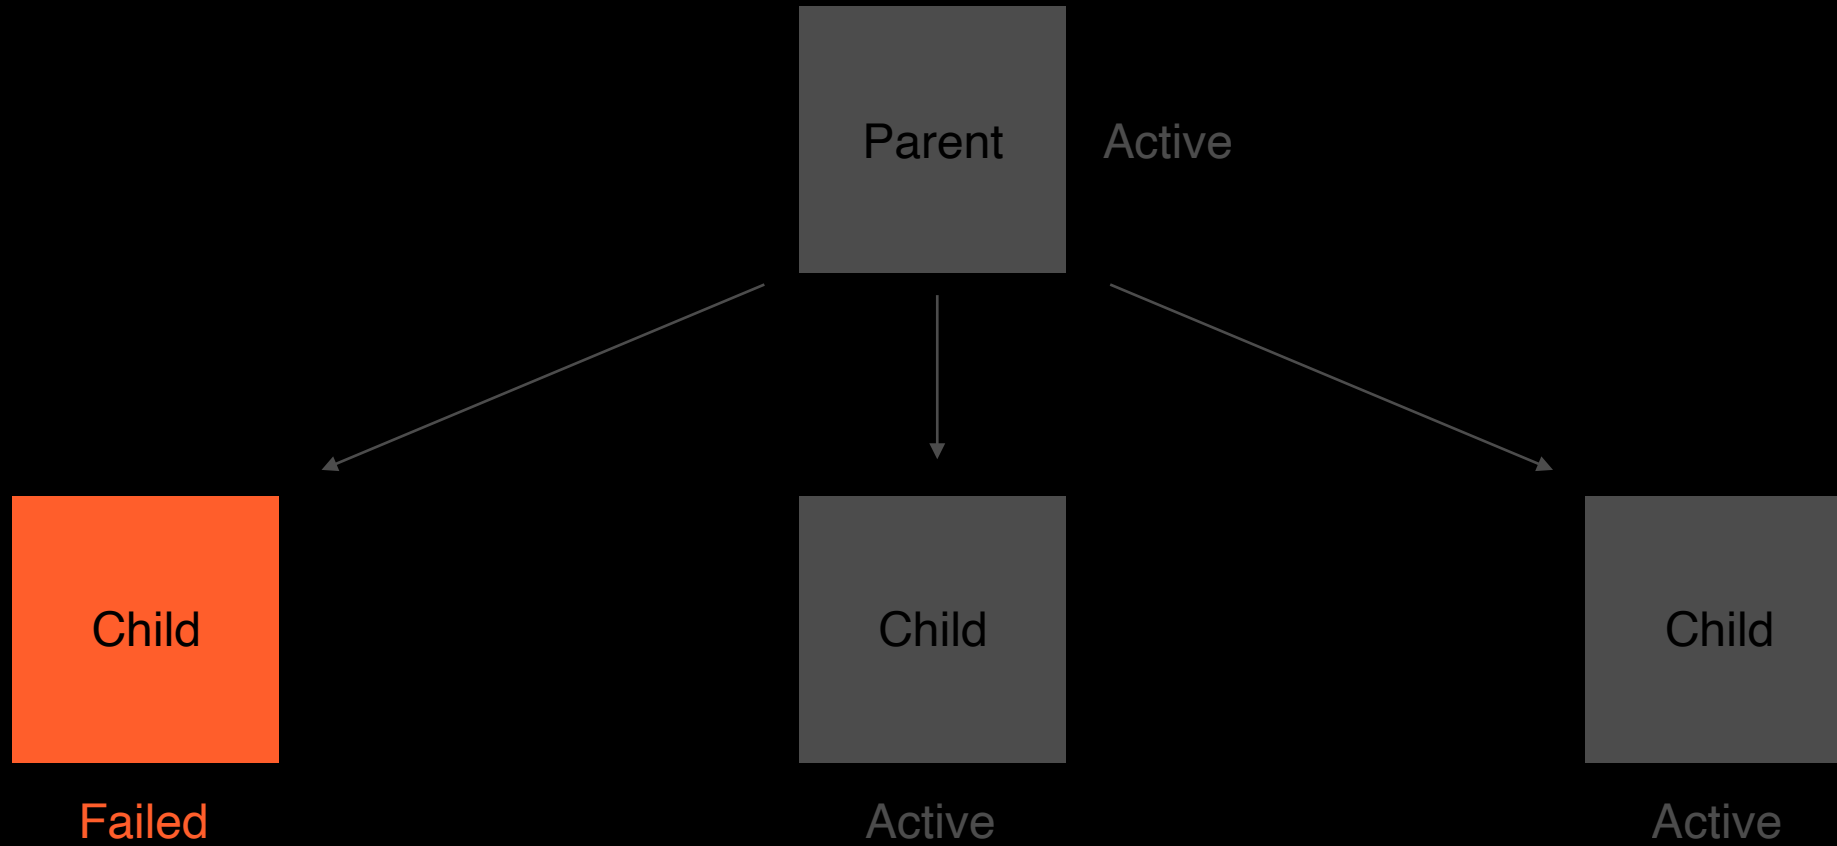 Parent
Active
Child
Child
Child
Failed
Active
Active